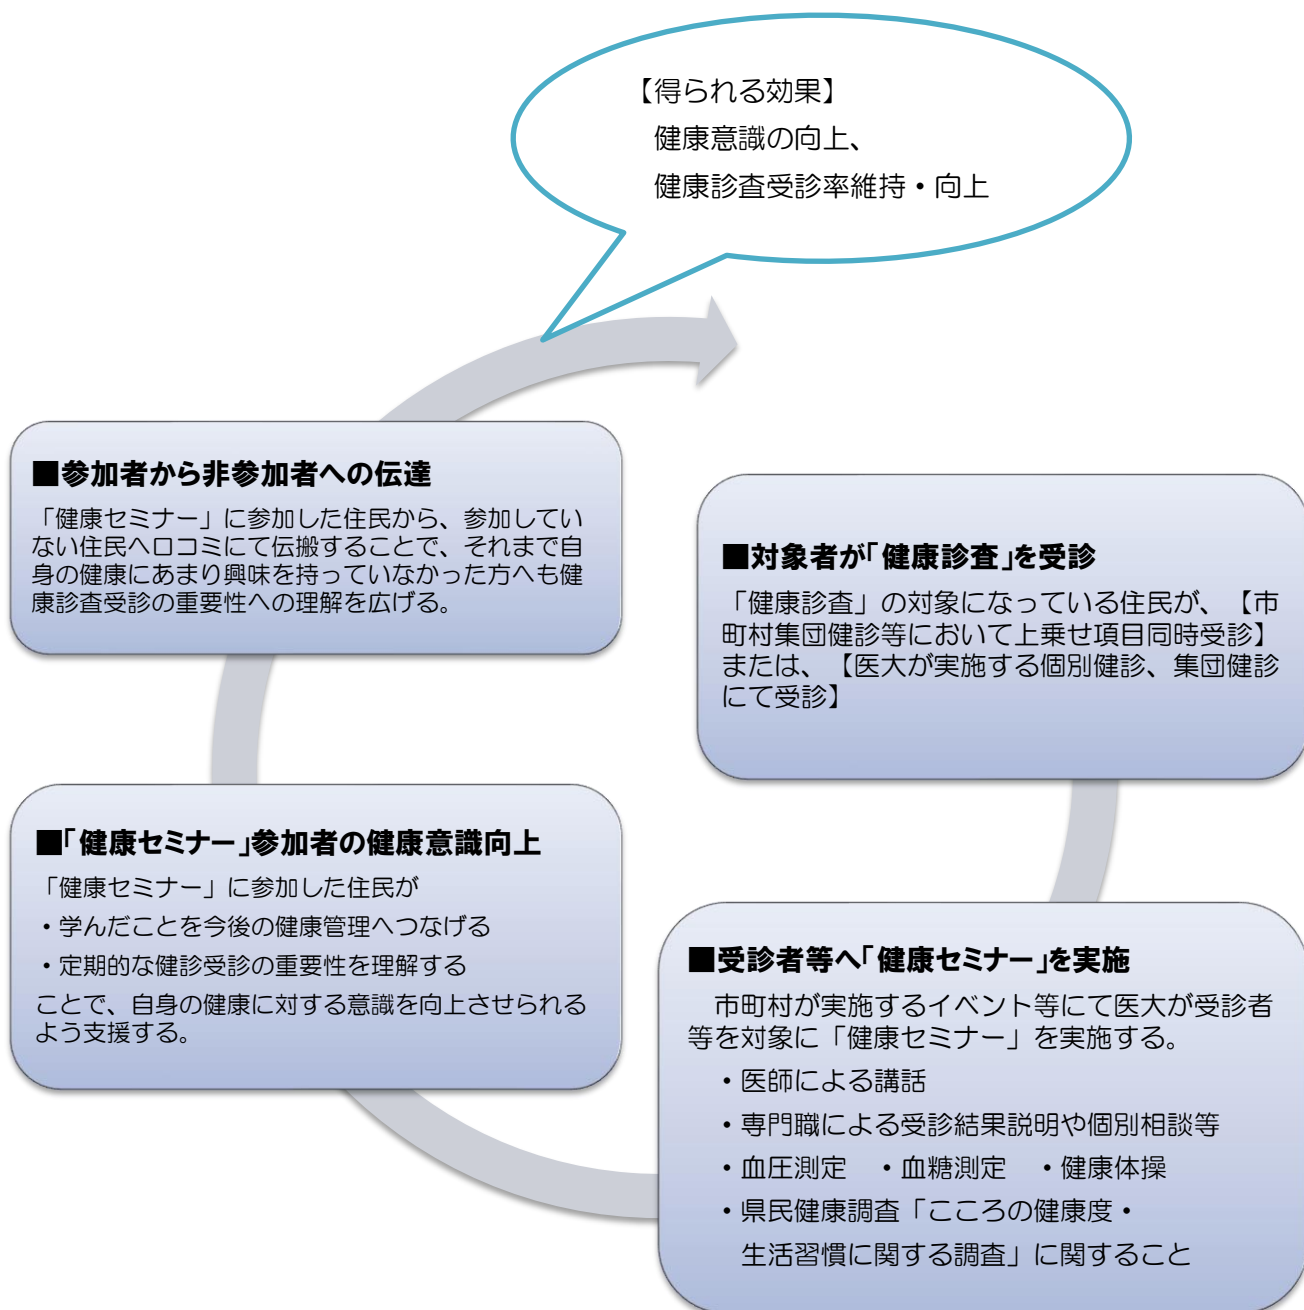 【得られる効果】
健康意識の向上、
健康診査受診率維持・向上
■対象者が「健康診査」を受診
「健康診査」の対象になっている住民が、【市
町村集団健診等において上乗せ項目同時受診】
または、【医大が実施する個別健診、集団健診
にて受診】
■受診者等へ「健康セミナー」を実施
市町村が実施するイベント等にて医大が受診者
等を対象に「健康セミナー」を実施する。
・医師による講話
・専門職による受診結果説明や個別相談等
・血圧測定　・血糖測定　・健康体操
・県民健康調査「こころの健康度・
生活習慣に関する調査」に関すること
■「健康セミナー」参加者の健康意識向上
「健康セミナー」に参加した住民が
・学んだことを今後の健康管理へつなげる
・定期的な健診受診の重要性を理解する
ことで、自身の健康に対する意識を向上させられる
よう支援する。
■参加者から非参加者への伝達
「健康セミナー」に参加した住民から、参加してい
ない住民へ口コミにて伝搬することで、それまで自
身の健康にあまり興味を持っていなかった方へも健
康診査受診の重要性への理解を広げる。